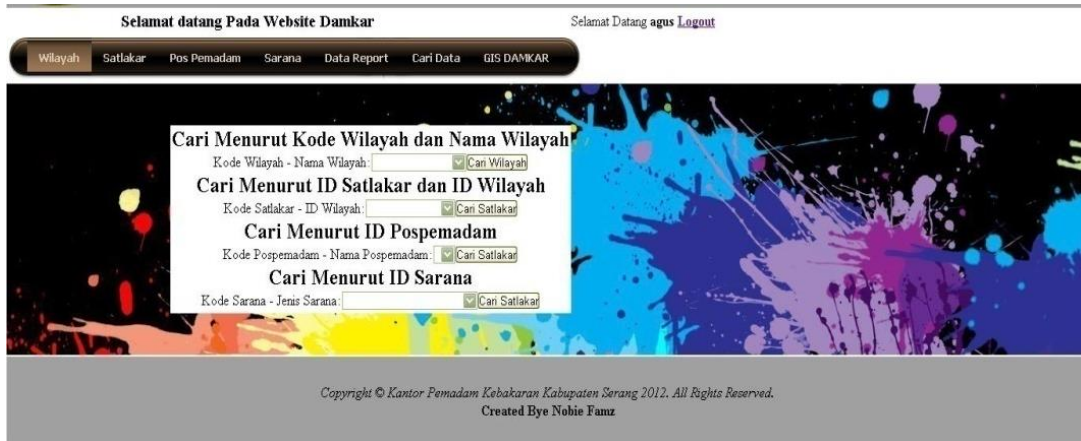 Selamat datang Pada Website Damkar
Selamat Datang agus Logout
Wilayah Satlakar Pos Pemadam Sarana Data Report Cari Data GIS DAMKAR
Cari Menurut Kode Wilayah dan Nama Wilayah
Kode Wilayah - Nama Wilayah: Cari Wilayah
Cari Menurut ID Satlakar dan ID Wilayah
Kode Satlakar - ID Wilayah: Cari Satlakar
Cari Menurut ID Pospemadam
Kode Pospemadam - Nama Pospemadam: Cari Satlakar
Cari Menurut ID Sarana
Kode Sarana - Jenis Sarana: Cari Satlakar
Copyright © Kantor Pemadam Kebakaran Kabupaten Serang 2012. All Rights Reserved.
Created Bye Nobie Famz